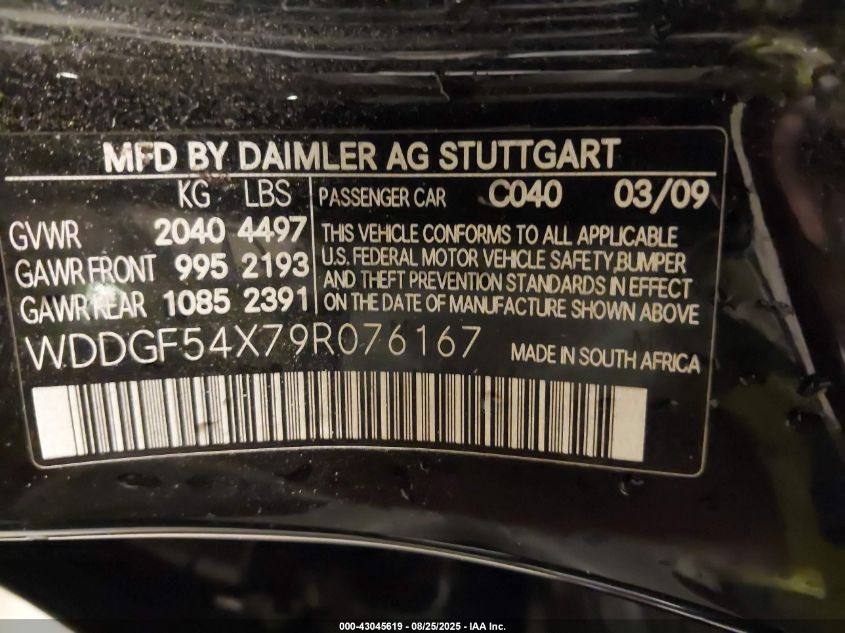 MFD BY DAIMLER AG STUTTGART
KG LBS PASSENGER CAR C040 03/09
GVWR 2040 4497
GAWR FRONT 995 2193
GAWR REAR 1085 2391
THIS VEHICLE CONFORMS TO ALL APPLICABLE
U.S. FEDERAL MOTOR VEHICLE SAFETY, BUMPER
AND THEFT PREVENTION STANDARDS IN EFFECT
ON THE DATE OF MANUFACTURE SHOWN ABOVE
WDDGF54X79R076167 MADE IN SOUTH AFRICA
000-43045619 - 08/25/2025 - IAA Inc.